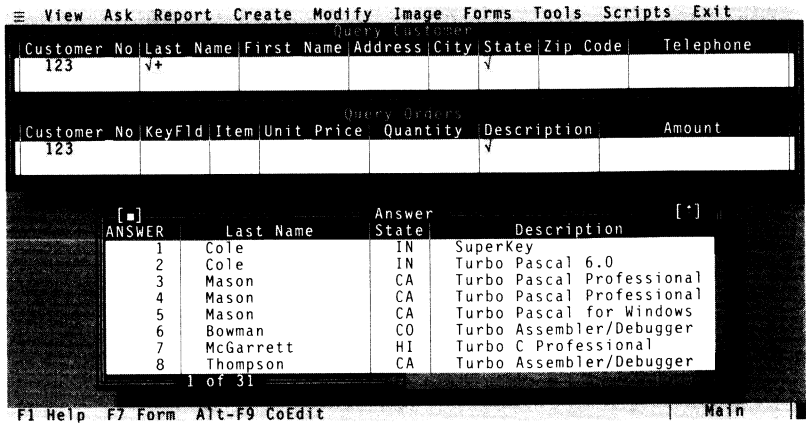 ≡ View Ask Report Create Modify Image Forms Tools Scripts Exit
Query Customer
Customer No Last Name First Name Address City State Zip Code Telephone
123 √+ √
Query Orders
Customer No KeyFld Item Unit Price Quantity Description Amount
123 √
[■] Answer [↑]
ANSWER Last Name State Description
1 Cole IN SuperKey
2 Cole IN Turbo Pascal 6.0
3 Mason CA Turbo Pascal Professional
4 Mason CA Turbo Pascal Professional
5 Mason CA Turbo Pascal for Windows
6 Bowman CO Turbo Assembler/Debugger
7 McGarrett HI Turbo C Professional
8 Thompson CA Turbo Assembler/Debugger
1 of 31
F1 Help F7 Form Alt-F9 CoEdit Main